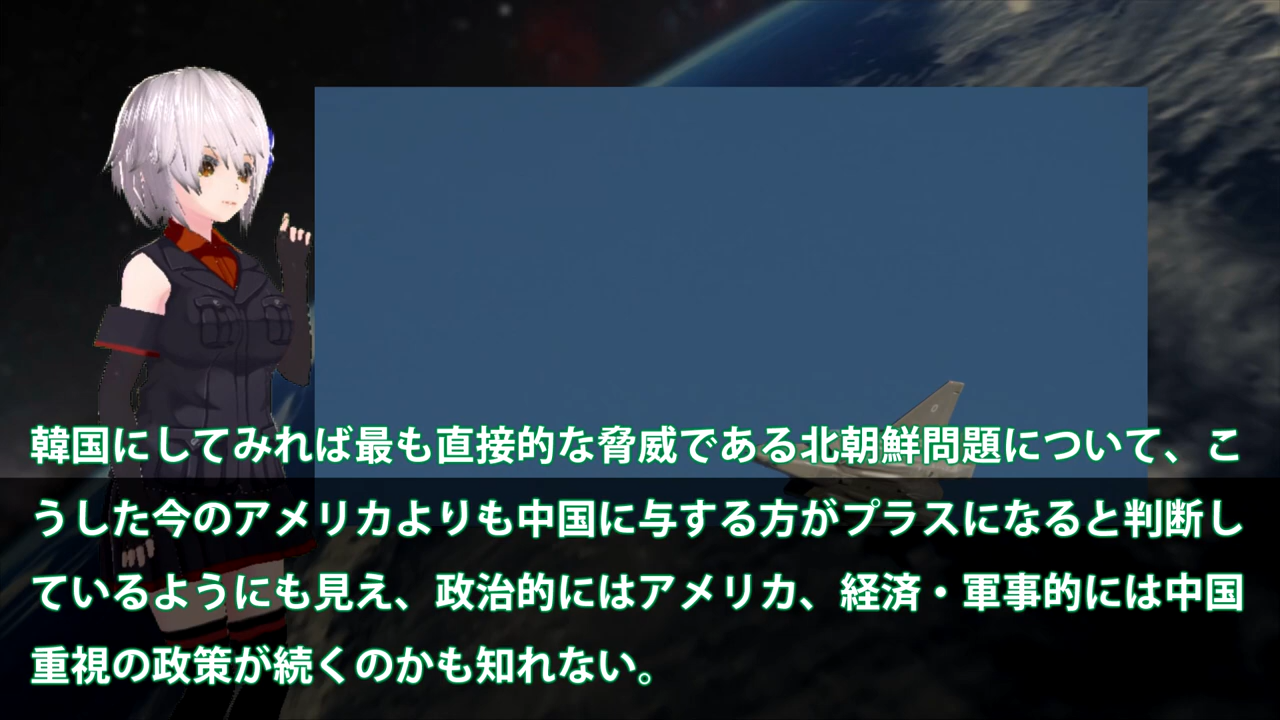 韓国にしてみれば最も直接的な脅威である北朝鮮問題について、こ
うした今のアメリカよりも中国に与する方がプラスになると判断し
ているようにも見え、政治的にはアメリカ、経済・軍事的には中国
重視の政策が続くのかも知れない。